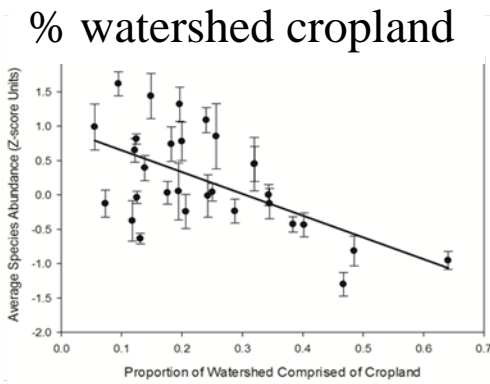 % watershed cropland
Average Species Abundance (Z-score Units)
1.5
1.0
0.5
0.0
-0.5
-1.0
-1.5
-2.0
0.0 0.1 0.2 0.3 0.4 0.5 0.6 0.7
Proportion of Watershed Comprised of Cropland